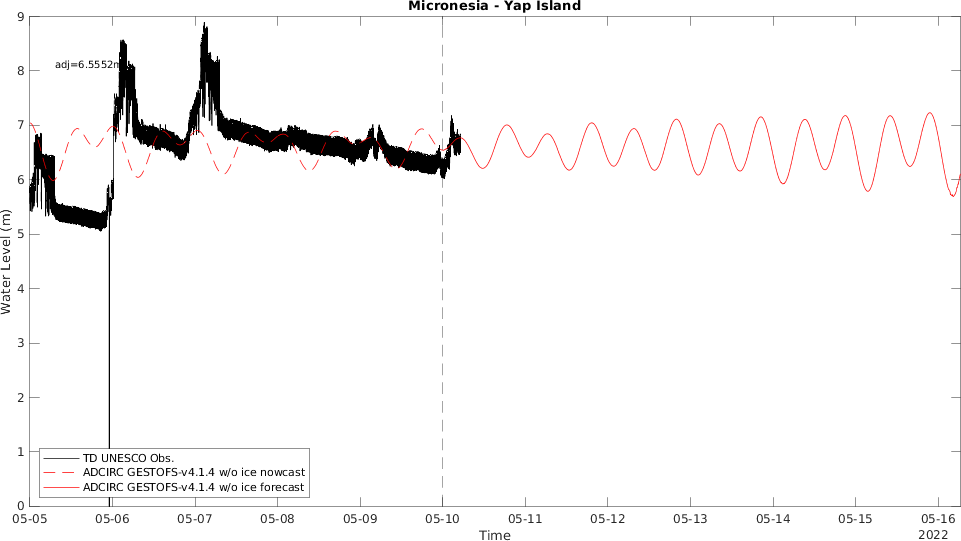 Micronesia - Yap Island
9
8
7
6
5
4
3
2
1
0
Water Level (m)
adj=6.5552m
TD UNESCO Obs.
ADCIRC GESTOFS-v4.1.4 w/o ice nowcast
ADCIRC GESTOFS-v4.1.4 w/o ice forecast
05-05 05-06 05-07 05-08 05-09 05-10 05-11 05-12 05-13 05-14 05-15 05-16
Time
2022